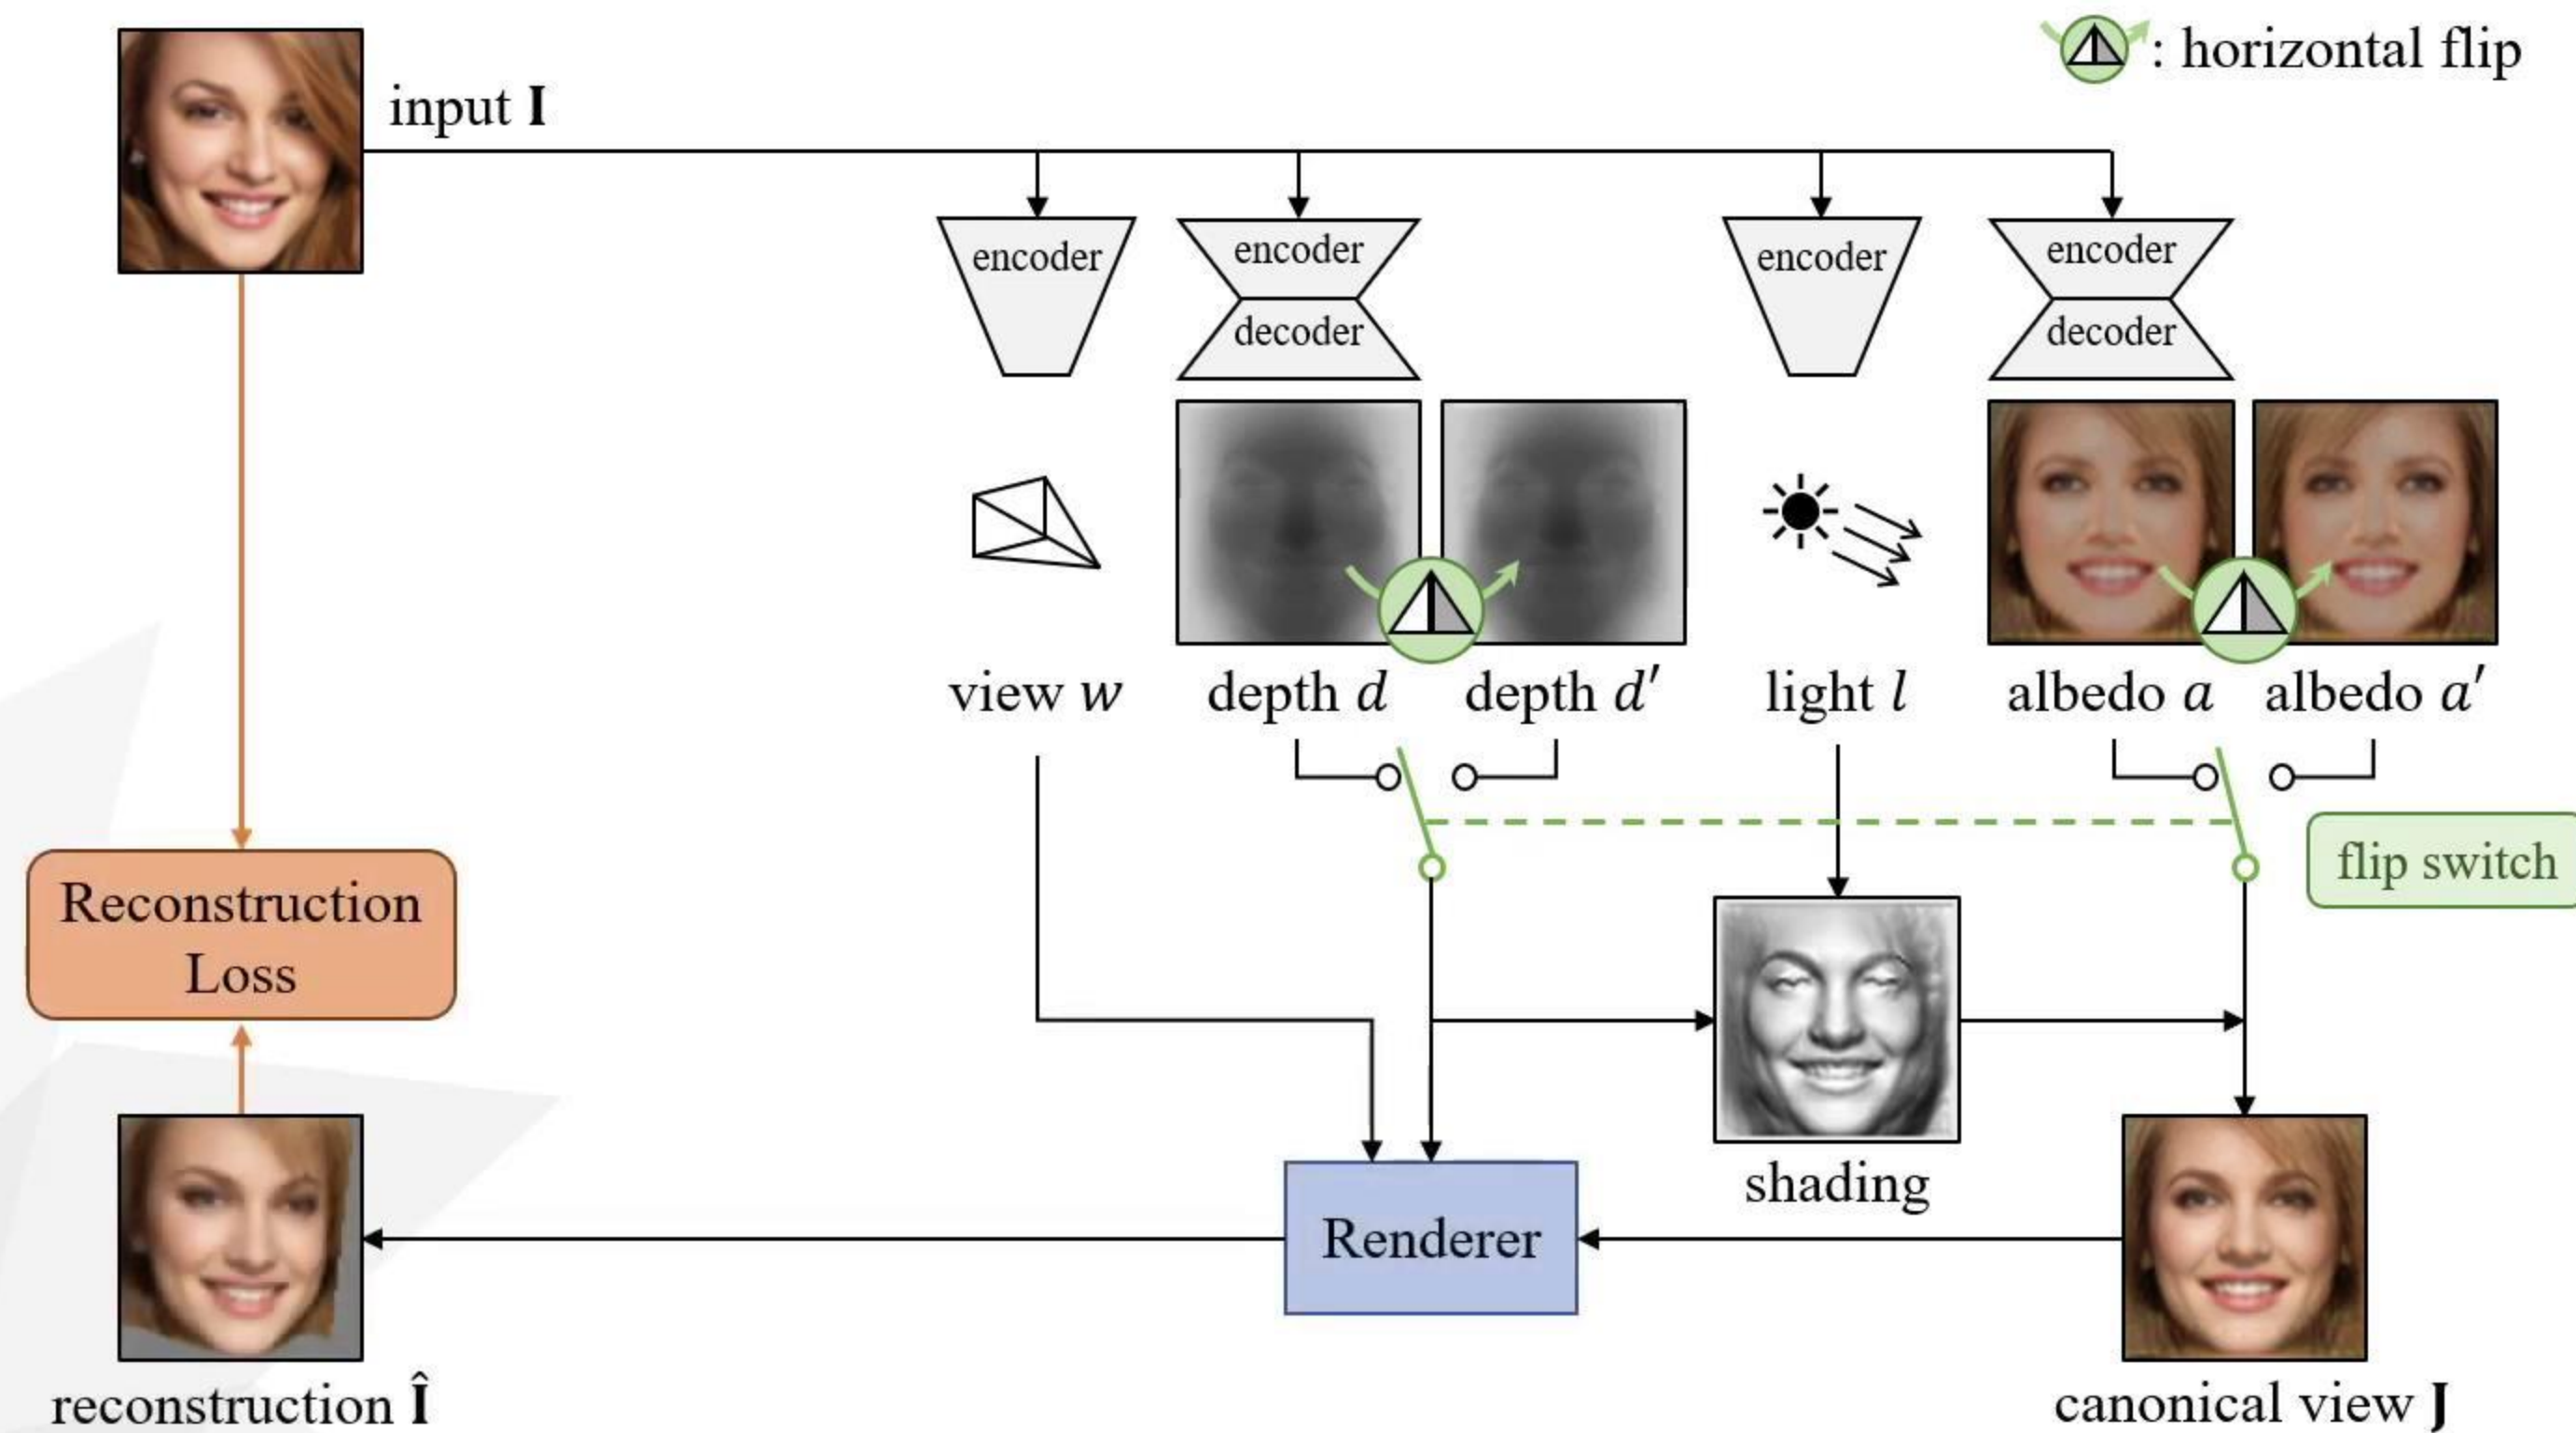 : horizontal flip
input I
encoder
encoder
decoder
encoder
encoder
decoder
view w
depth d
depth d′
light l
albedo a
albedo a′
flip switch
Reconstruction
Loss
shading
Renderer
reconstruction Î
canonical view J